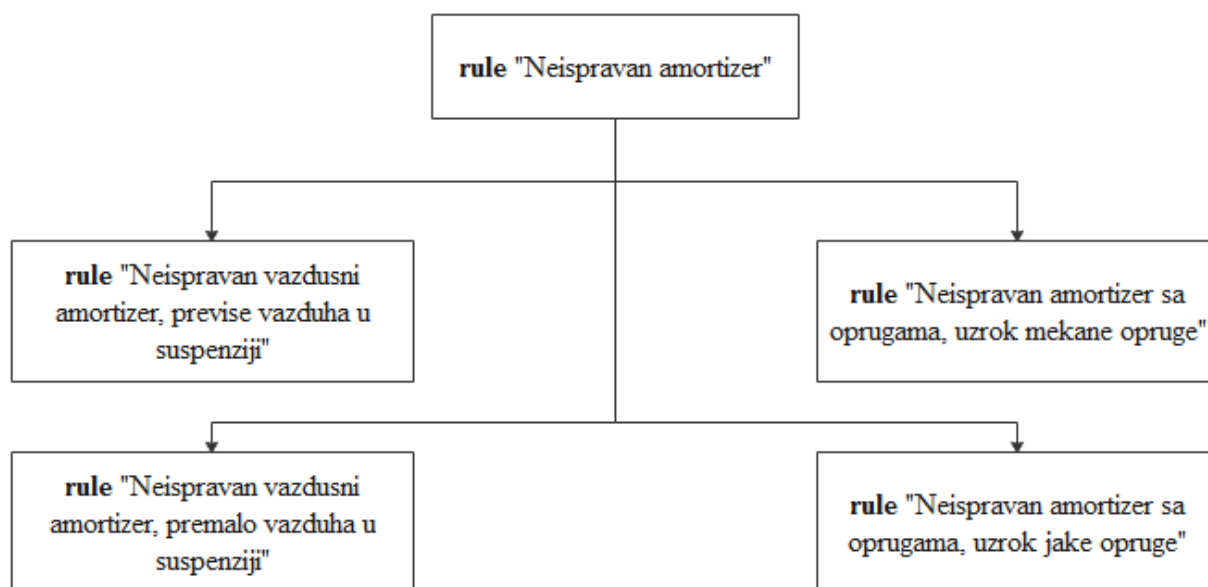 rule "Neispravan amortizer"
rule "Neispravan vazdusni
amortizer, previse vazduha u
suspenziji"
rule "Neispravan amortizer sa
oprugama, uzrok mekane opruge"
rule "Neispravan vazdusni
amortizer, premalo vazduha u
suspenziji"
rule "Neispravan amortizer sa
oprugama, uzrok jake opruge"